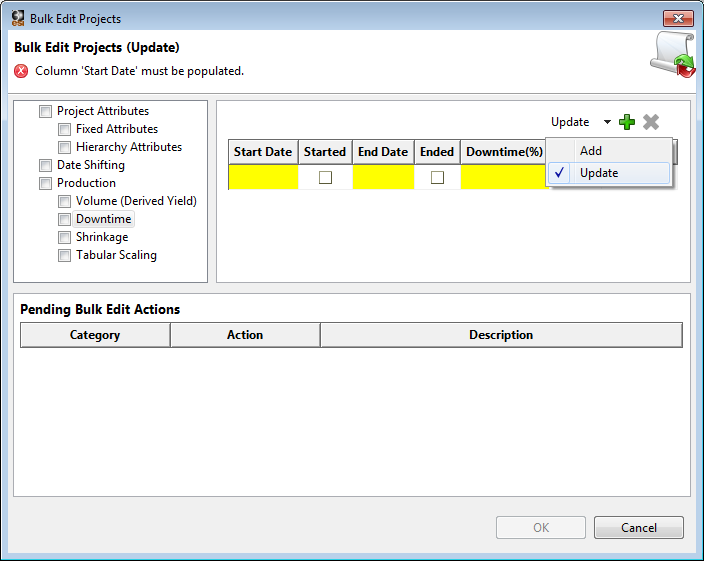 esi Bulk Edit Projects
Bulk Edit Projects (Update)
Column 'Start Date' must be populated.
Project Attributes
Fixed Attributes
Hierarchy Attributes
Date Shifting
Production
Volume (Derived Yield)
Downtime
Shrinkage
Tabular Scaling
Update
Start Date Started End Date Ended Downtime(%)
Add
Update
Pending Bulk Edit Actions
Category Action Description
OK Cancel